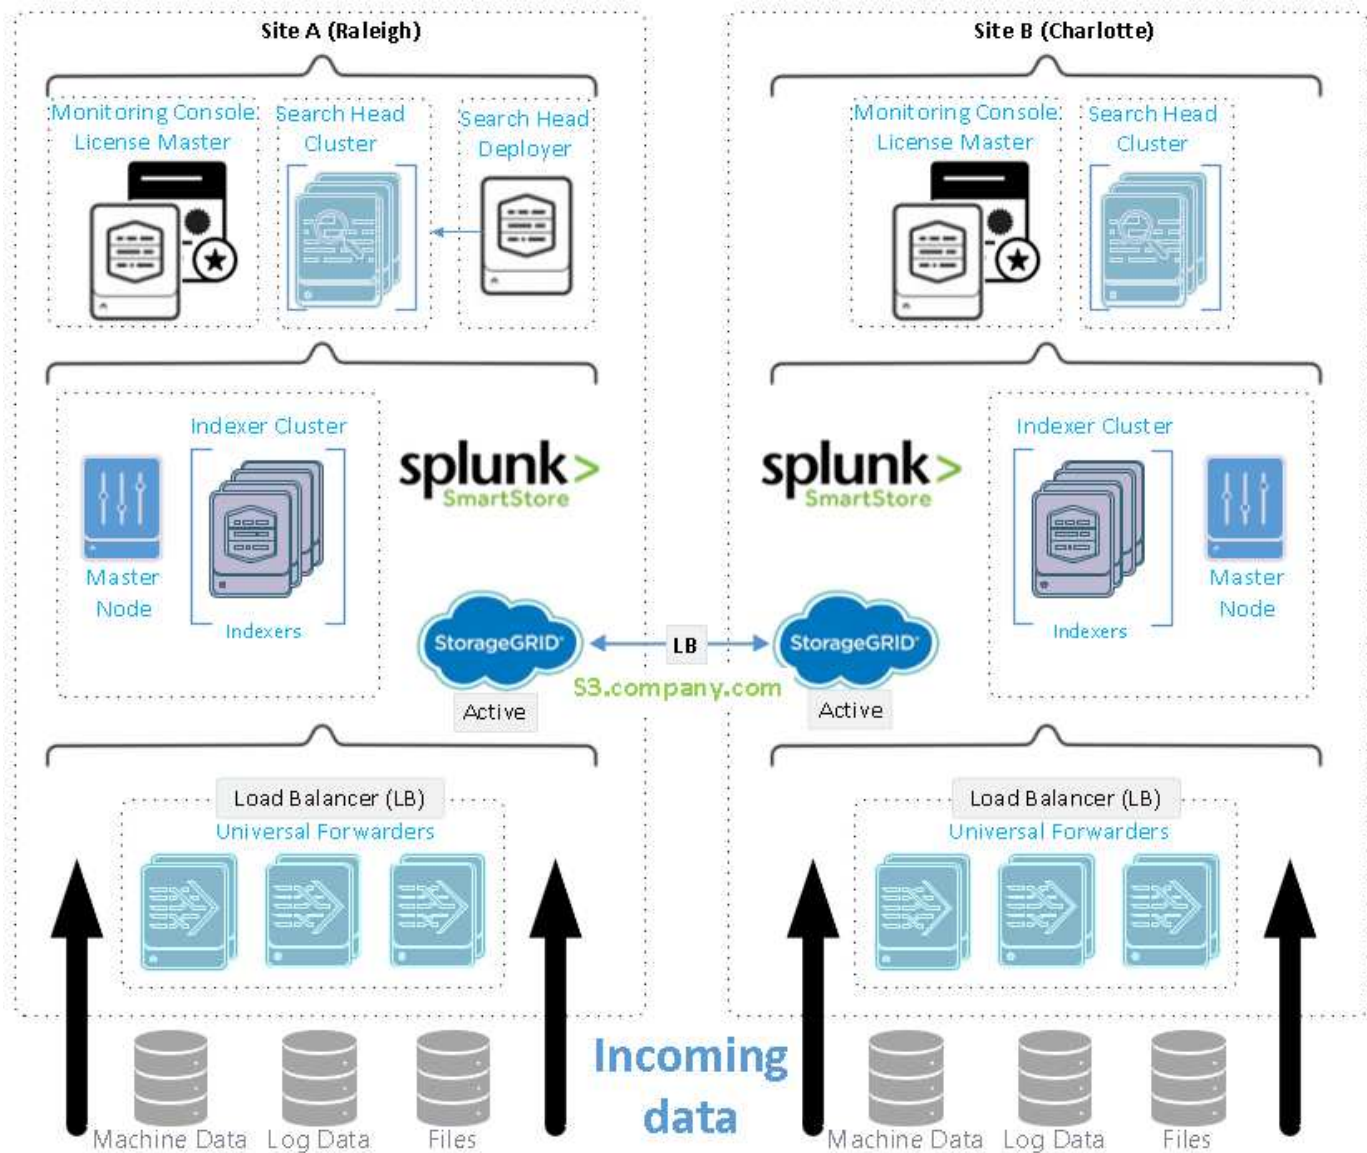 Site A (Raleigh)
Monitoring Console
License Master
Search Head
Cluster
Search Head
Deployer
Indexer Cluster
Master
Node
Indexers
splunk>
SmartStore
StorageGRID®
Active
Load Balancer (LB)
Universal Forwarders
Machine Data
Log Data
Files
LB
S3.company.com
Incoming
data
Site B (Charlotte)
Monitoring Console
License Master
Search Head
Cluster
splunk>
SmartStore
Indexer Cluster
Indexers
Master
Node
StorageGRID®
Active
Load Balancer (LB)
Universal Forwarders
Machine Data
Log Data
Files